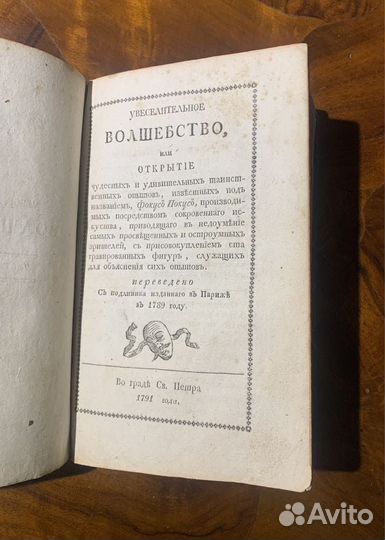 УВЕСЕЛИТЕЛЬНОЕ
ВОЛШЕБСТВО,
или
ОТКРЫТІЕ
чудесныхъ и удивительныхъ таинст-
венныхъ опытовъ, извѣстныхъ подъ
названіемъ, Фокусъ Покусъ, производи-
мыхъ посредствомъ сокровеннаго ис-
куства, приводящаго въ недоумѣніе
самыхъ просвѣщенныхъ и остроумныхъ
зрителей, съ присовокупленіемъ ста
гравированныхъ фигуръ, служащихъ
для объясненія сихъ опытовъ.
переведено
Съ подлинника изданнаго въ Парижѣ
въ 1789 году.
Во градѣ Св. Петра
1791 года.
Avito